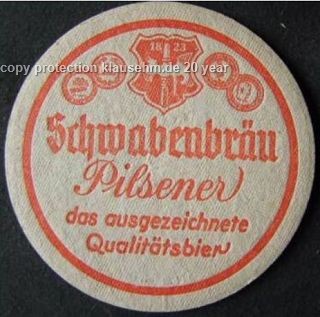 18 23
copy protection klausehm.de 20 year
Schwabenbräu
Pilsener
das ausgezeichnete
Qualitätsbier